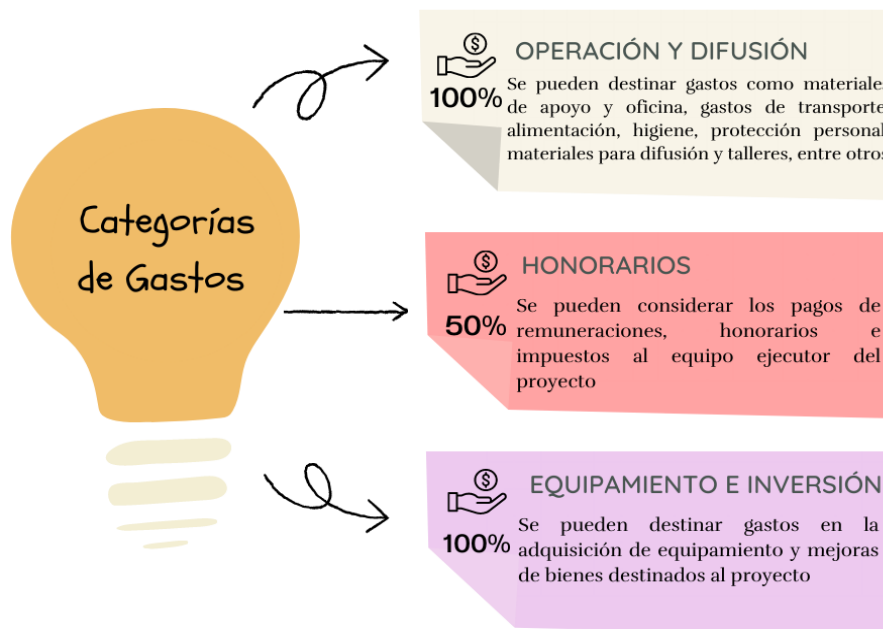 Categorías
de Gastos
$
OPERACIÓN Y DIFUSIÓN
100%
Se pueden destinar gastos como materiale
de apoyo y oficina, gastos de transporte
alimentación, higiene, protección personal
materiales para difusión y talleres, entre otros
$
HONORARIOS
50%
Se pueden considerar los pagos de
remuneraciones, honorarios e
impuestos al equipo ejecutor del
proyecto
$
EQUIPAMIENTO E INVERSIÓN
100%
Se pueden destinar gastos en la
adquisición de equipamiento y mejoras
de bienes destinados al proyecto